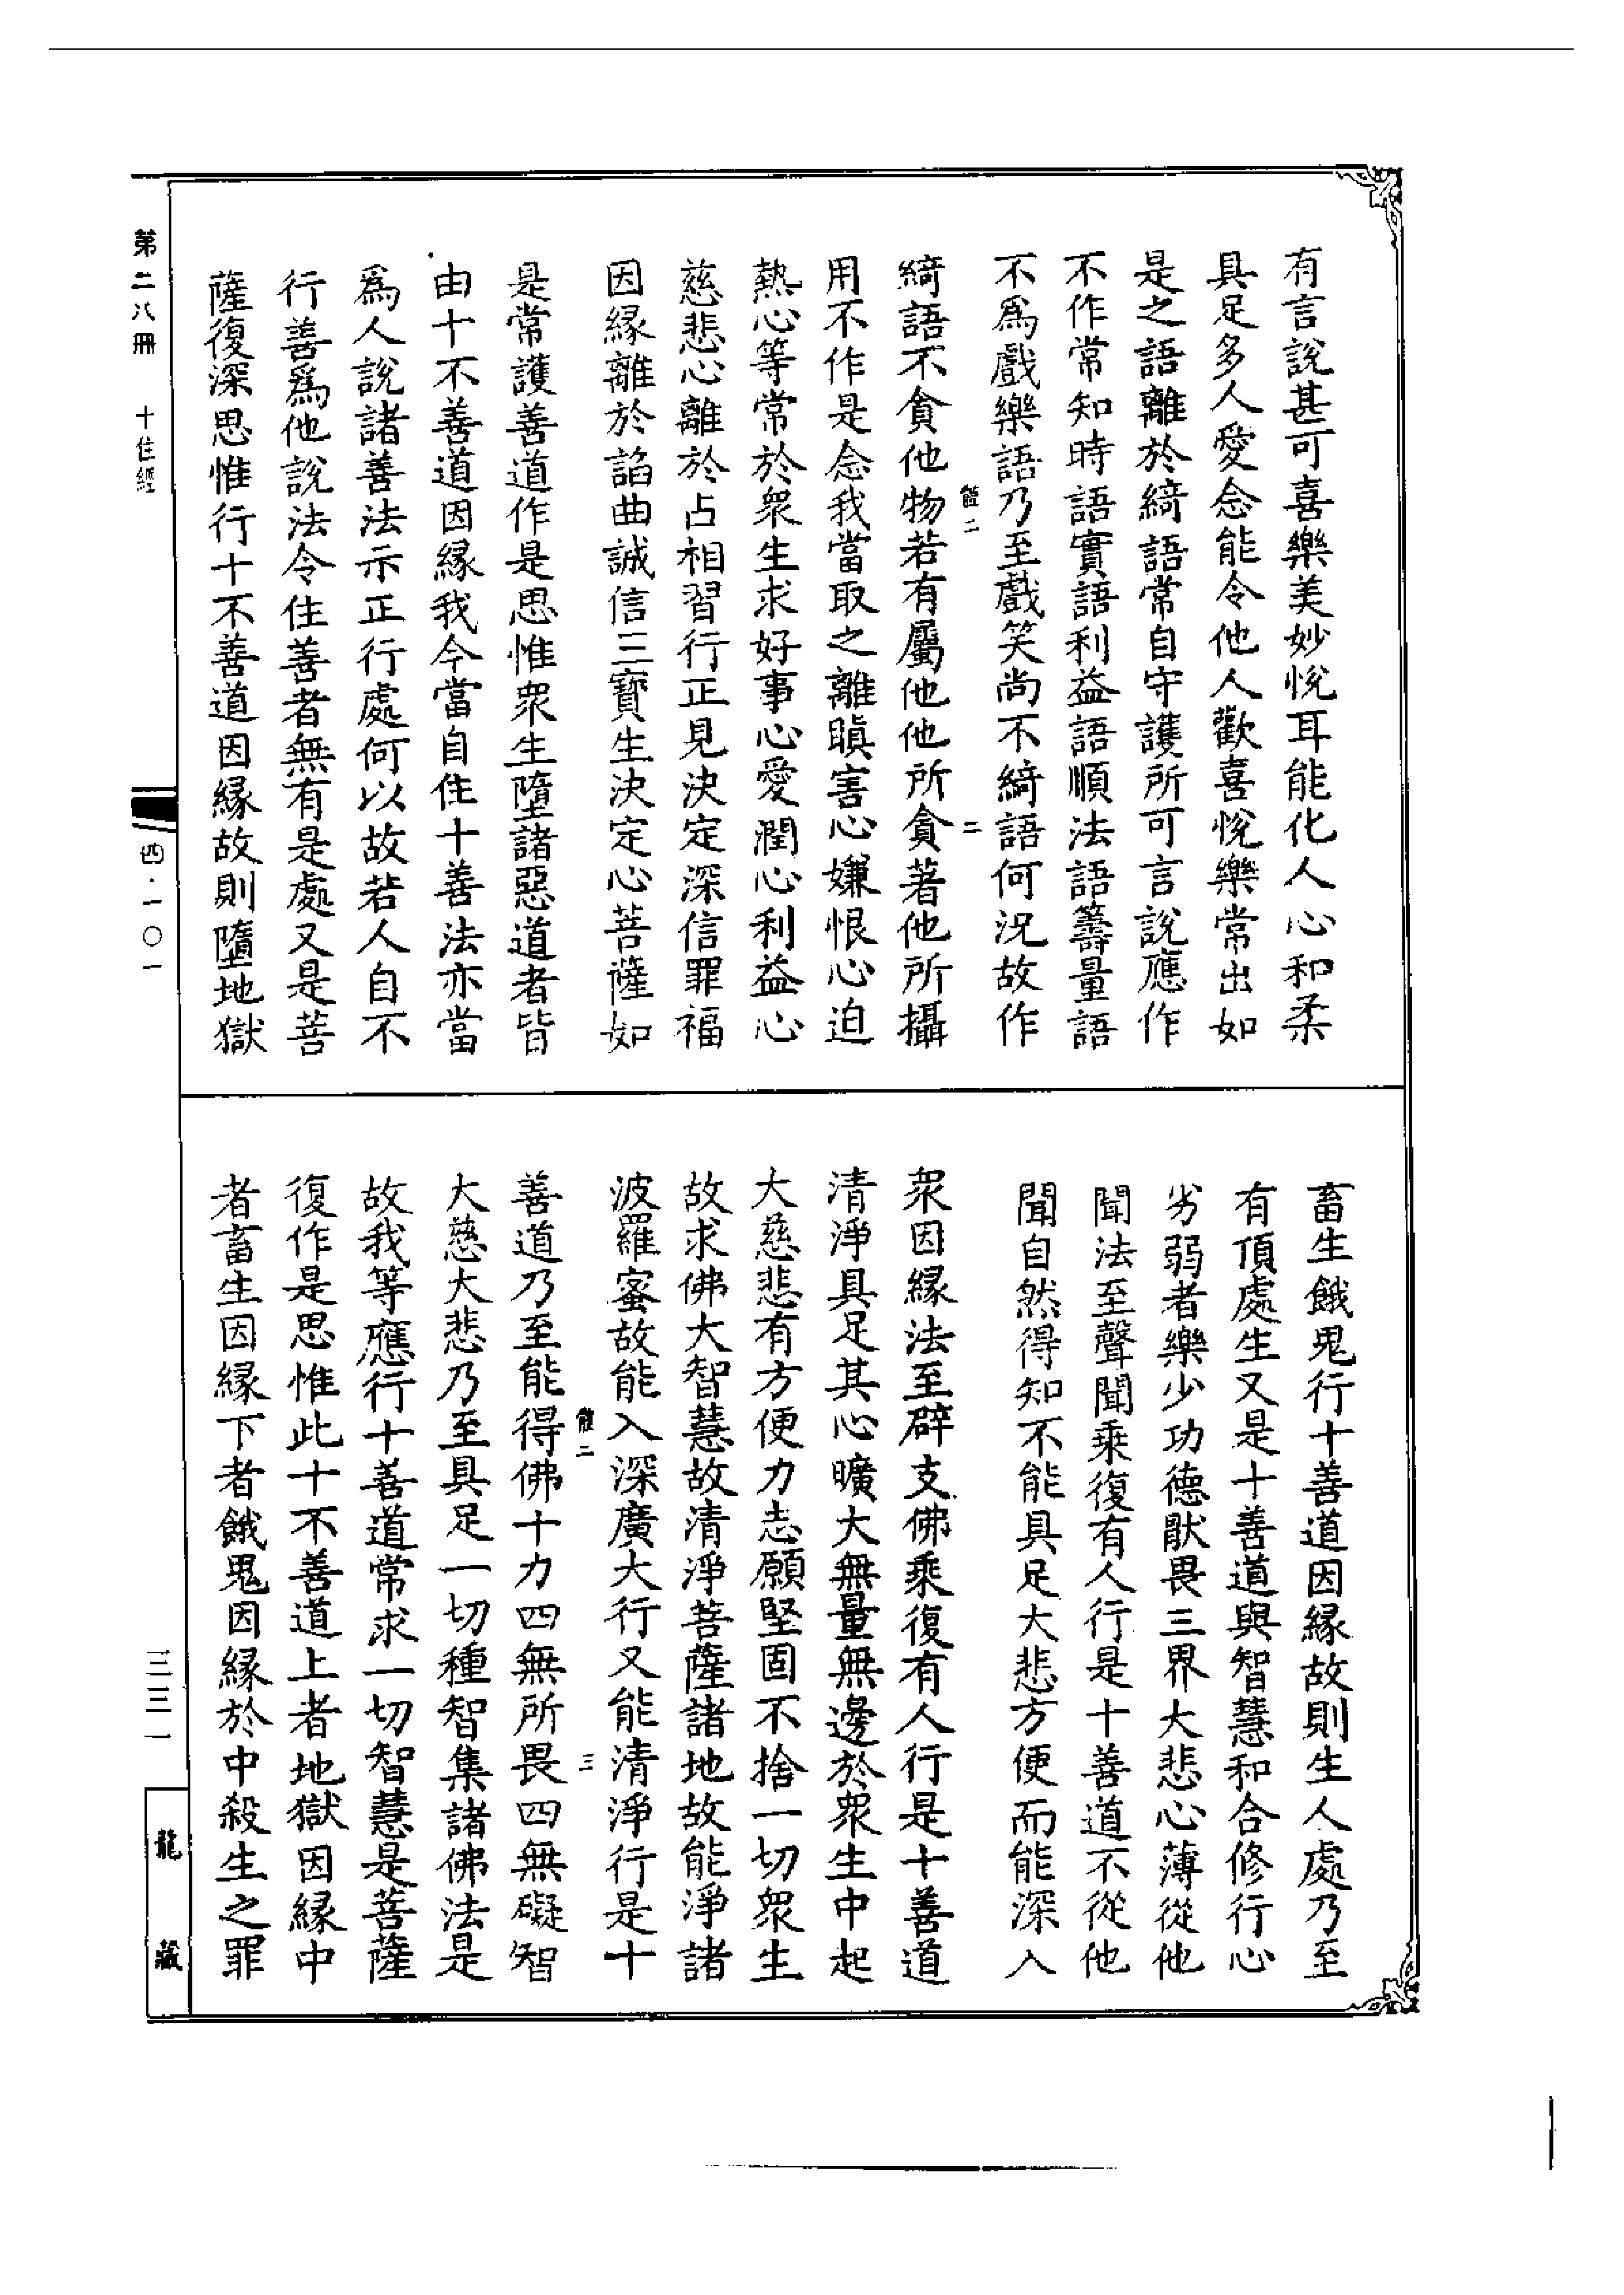 有言說甚可喜樂美妙悅耳能化人心和柔
具足多人愛念能令他人歡喜悅樂常出如
是之語離於綺語常自守護所可言說應作
不作常知時語實語利益語順法語籌量語
不爲戲樂語乃至戲笑尚不綺語何況故作
二
二
綺語不貪他物若有屬他他所貪著他所攝
用不作是念我當取之離瞋害心嫌恨心迫
熱心等常於衆生求好事心愛潤心利益心
慈悲心離於占相習行正見決定深信罪福
因緣離於諂曲誠信三寶生決定心菩薩如
是常護善道作是思惟衆生墮諸惡道者皆
由十不善道因緣我今當自住十善法亦當
爲人說諸善法示正行處何以故若人自不
行善爲他說法令住善者無有是處又是菩
薩復深思惟行十不善道因緣故則墮地獄
畜生餓鬼行十善道因緣故則生人處乃至
有頂處生又是十善道與智慧和合修行心
劣弱者樂少功德猒畏三界大悲心薄從他
聞法至聲聞乘復有人行是十善道不從他
聞自然得知不能具足大悲方便而能深入
衆因緣法至辟支佛乘復有人行是十善道
清淨具足其心曠大無量無邊於衆生中起
大慈悲有方便力志願堅固不捨一切衆生
故求佛大智慧故清淨菩薩諸地故能淨諸
波羅蜜故能入深廣大行又能清淨行是十
二
三
善道乃至能得佛十力四無所畏四無礙智
大慈大悲乃至具足一切種智集諸佛法是
故我等應行十善道常求一切智慧是菩薩
復作是思惟此十不善道上者地獄因緣中
者畜生因緣下者餓鬼因緣於中殺生之罪
第二八冊 十住經
四·一〇一
三三一
龍藏